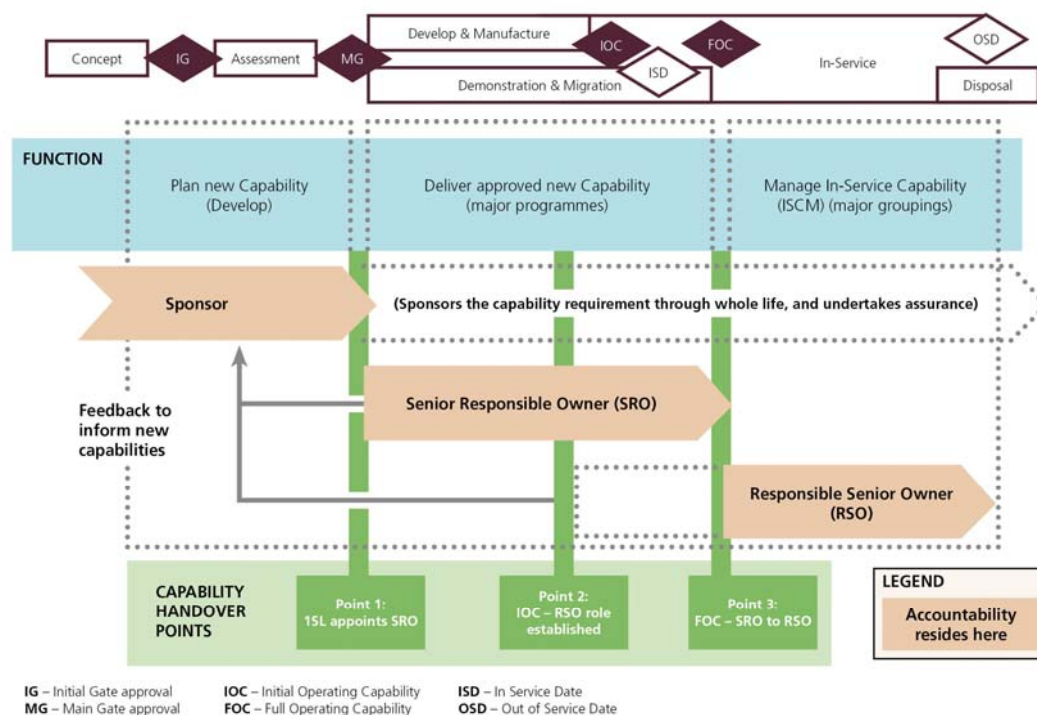 Concept
IG
Assessment
MG
Develop & Manufacture
IOC
ISD
FOC
Demonstration & Migration
In-Service
OSD
Disposal
FUNCTION
Plan new Capability
(Develop)
Deliver approved new Capability
(major programmes)
Manage In-Service Capability
(ISCM) (major groupings)
Sponsor
(Sponsors the capability requirement through whole life, and undertakes assurance)
Senior Responsible Owner (SRO)
Feedback to
inform new
capabilities
Responsible Senior Owner
(RSO)
CAPABILITY
HANDOVER
POINTS
Point 1:
1SL appoints SRO
Point 2:
IOC – RSO role
established
Point 3:
FOC – SRO to RSO
LEGEND
Accountability
resides here
IG – Initial Gate approval
MG – Main Gate approval
IOC – Initial Operating Capability
FOC – Full Operating Capability
ISD – In Service Date
OSD – Out of Service Date